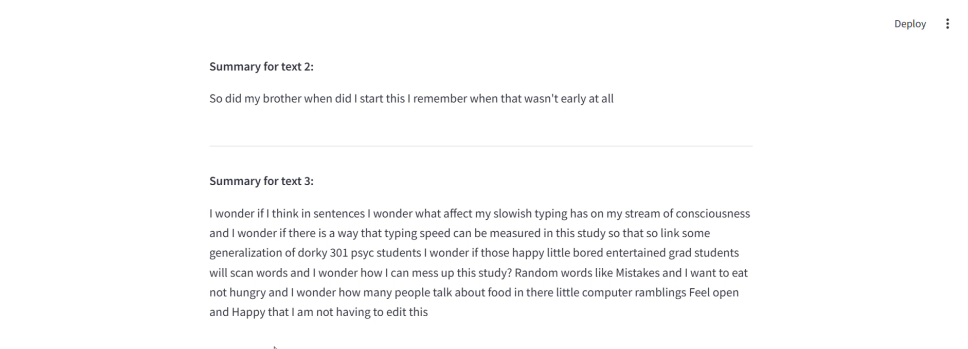 Deploy
Summary for text 2:
So did my brother when did I start this I remember when that wasn't early at all
Summary for text 3:
I wonder if I think in sentences I wonder what affect my slowish typing has on my stream of consciousness
and I wonder if there is a way that typing speed can be measured in this study so that so link some
generalization of dorky 301 psyc students I wonder if those happy little bored entertained grad students
will scan words and I wonder how I can mess up this study? Random words like Mistakes and I want to eat
not hungry and I wonder how many people talk about food in there little computer ramblings Feel open
and Happy that I am not having to edit this